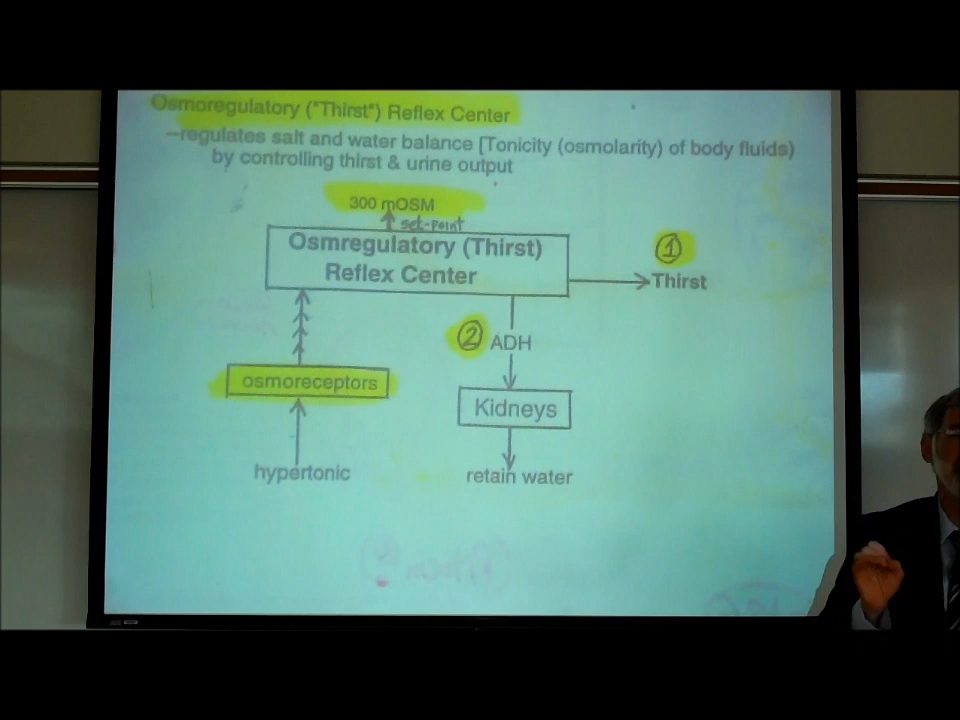 Osmoregulatory ("Thirst") Reflex Center
--regulates salt and water balance [Tonicity (osmolarity) of body fluids)
by controlling thirst & urine output
300 mOSM
set-point
Osmregulatory (Thirst)
Reflex Center
1
Thirst
2 ADH
osmoreceptors
Kidneys
hypertonic
retain water